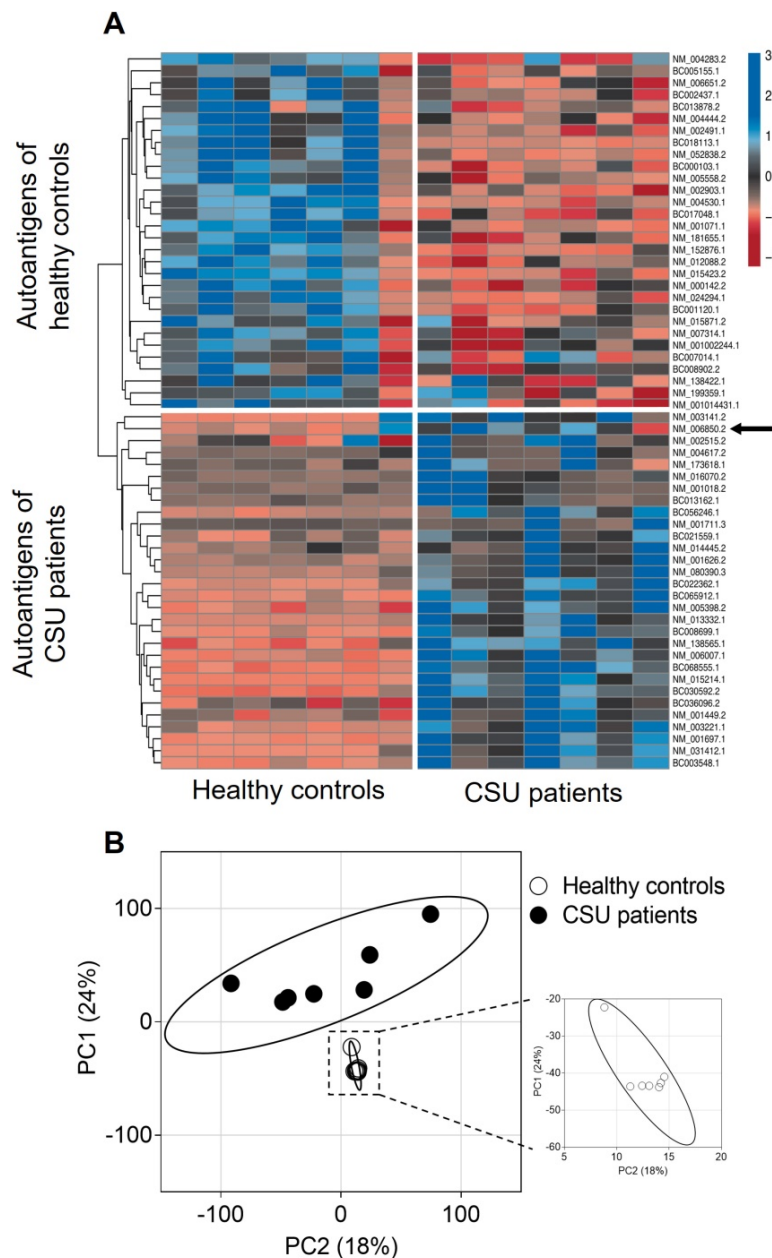 A
Autoantigens of
healthy controls
Autoantigens of
CSU patients
NM_004283.2
BC005155.1
NM_006651.2
BC002437.1
BC013878.2
NM_004444.2
NM_002491.1
BC018113.1
NM_052838.2
BC000103.1
NM_005558.2
NM_002903.1
NM_004530.1
BC017048.1
NM_001071.1
NM_181655.1
NM_152876.1
NM_012088.2
NM_015423.2
NM_000142.2
NM_024294.1
BC001120.1
NM_015871.2
NM_007314.1
NM_001002244.1
BC007014.1
BC008902.2
NM_138422.1
NM_199359.1
NM_001014431.1
NM_003141.2
NM_006850.2
NM_002515.2
NM_004617.2
NM_173618.1
NM_016070.2
NM_001018.2
BC013162.1
BC056246.1
NM_001711.3
BC021559.1
NM_014445.2
NM_001626.2
NM_080390.3
BC022362.1
BC065912.1
NM_005398.2
NM_013332.1
BC008699.1
NM_138565.1
NM_006007.1
BC068555.1
NM_015214.1
BC030592.2
BC036096.2
NM_001449.2
NM_003221.1
NM_001697.1
NM_031412.1
BC003548.1
3
2
1
0
Healthy controls
CSU patients
B
Healthy controls
CSU patients
PC1 (24%)
100
0
-100
-100
0
100
PC2 (18%)
PC1 (24%)
-20
-30
-40
-50
-60
5
10
15
20
PC2 (18%)